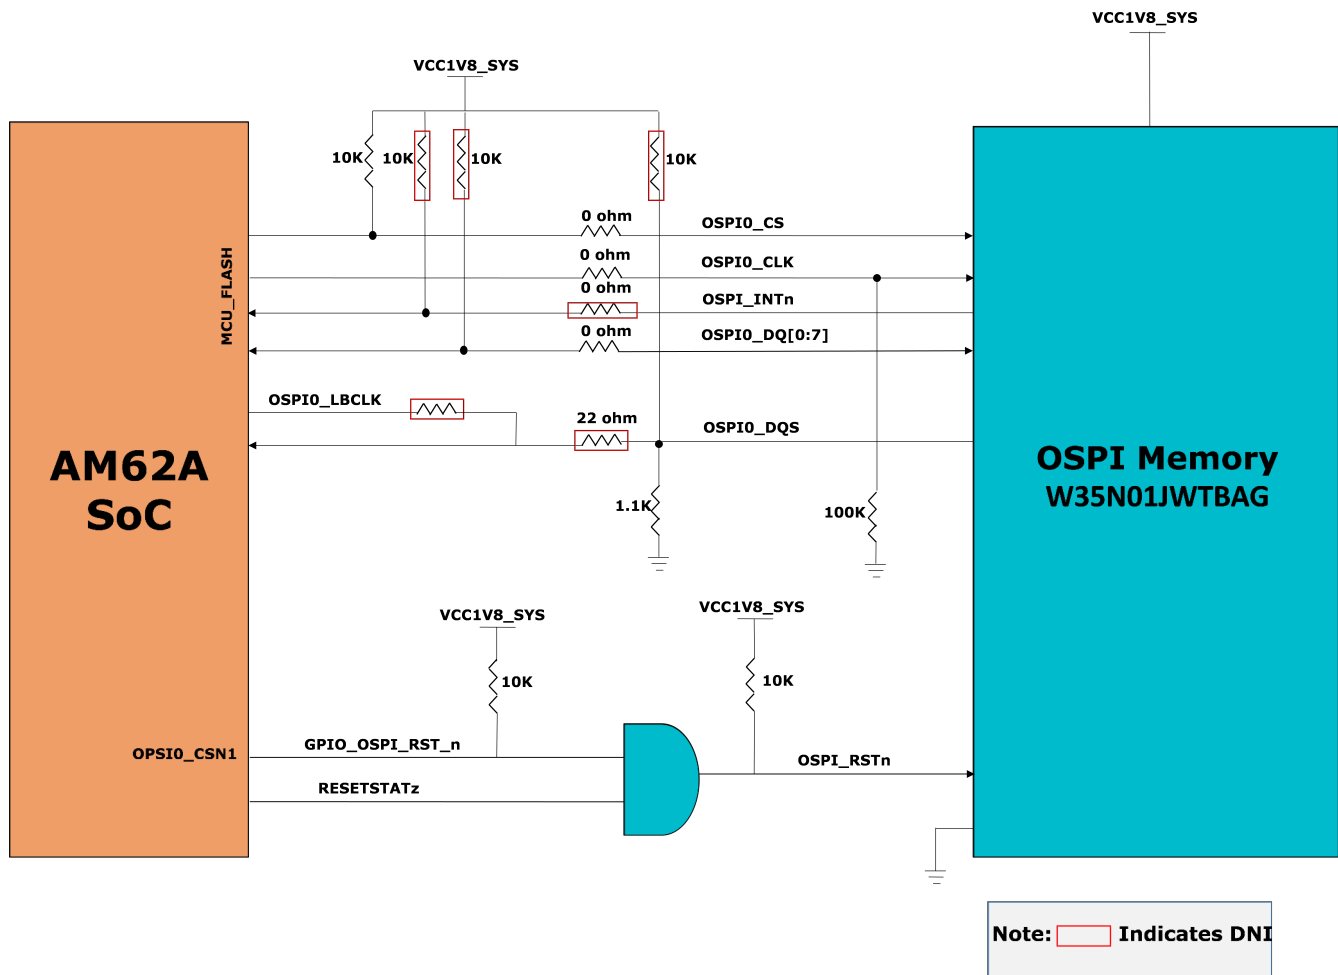 VCC1V8_SYS
VCC1V8_SYS
10K
10K
10K
10K
0 ohm
OSPI0_CS
0 ohm
OSPI0_CLK
0 ohm
OSPI_INTn
MCU_FLASH
0 ohm
OSPI0_DQ[0:7]
OSPI0_LBCLK
22 ohm
OSPI0_DQS
AM62A
SoC
OSPI Memory
W35N01JWTBAG
1.1K
100K
VCC1V8_SYS
VCC1V8_SYS
10K
10K
OPSI0_CSN1
GPIO_OSPI_RST_n
OSPI_RSTn
RESETSTATz
Note: Indicates DNI